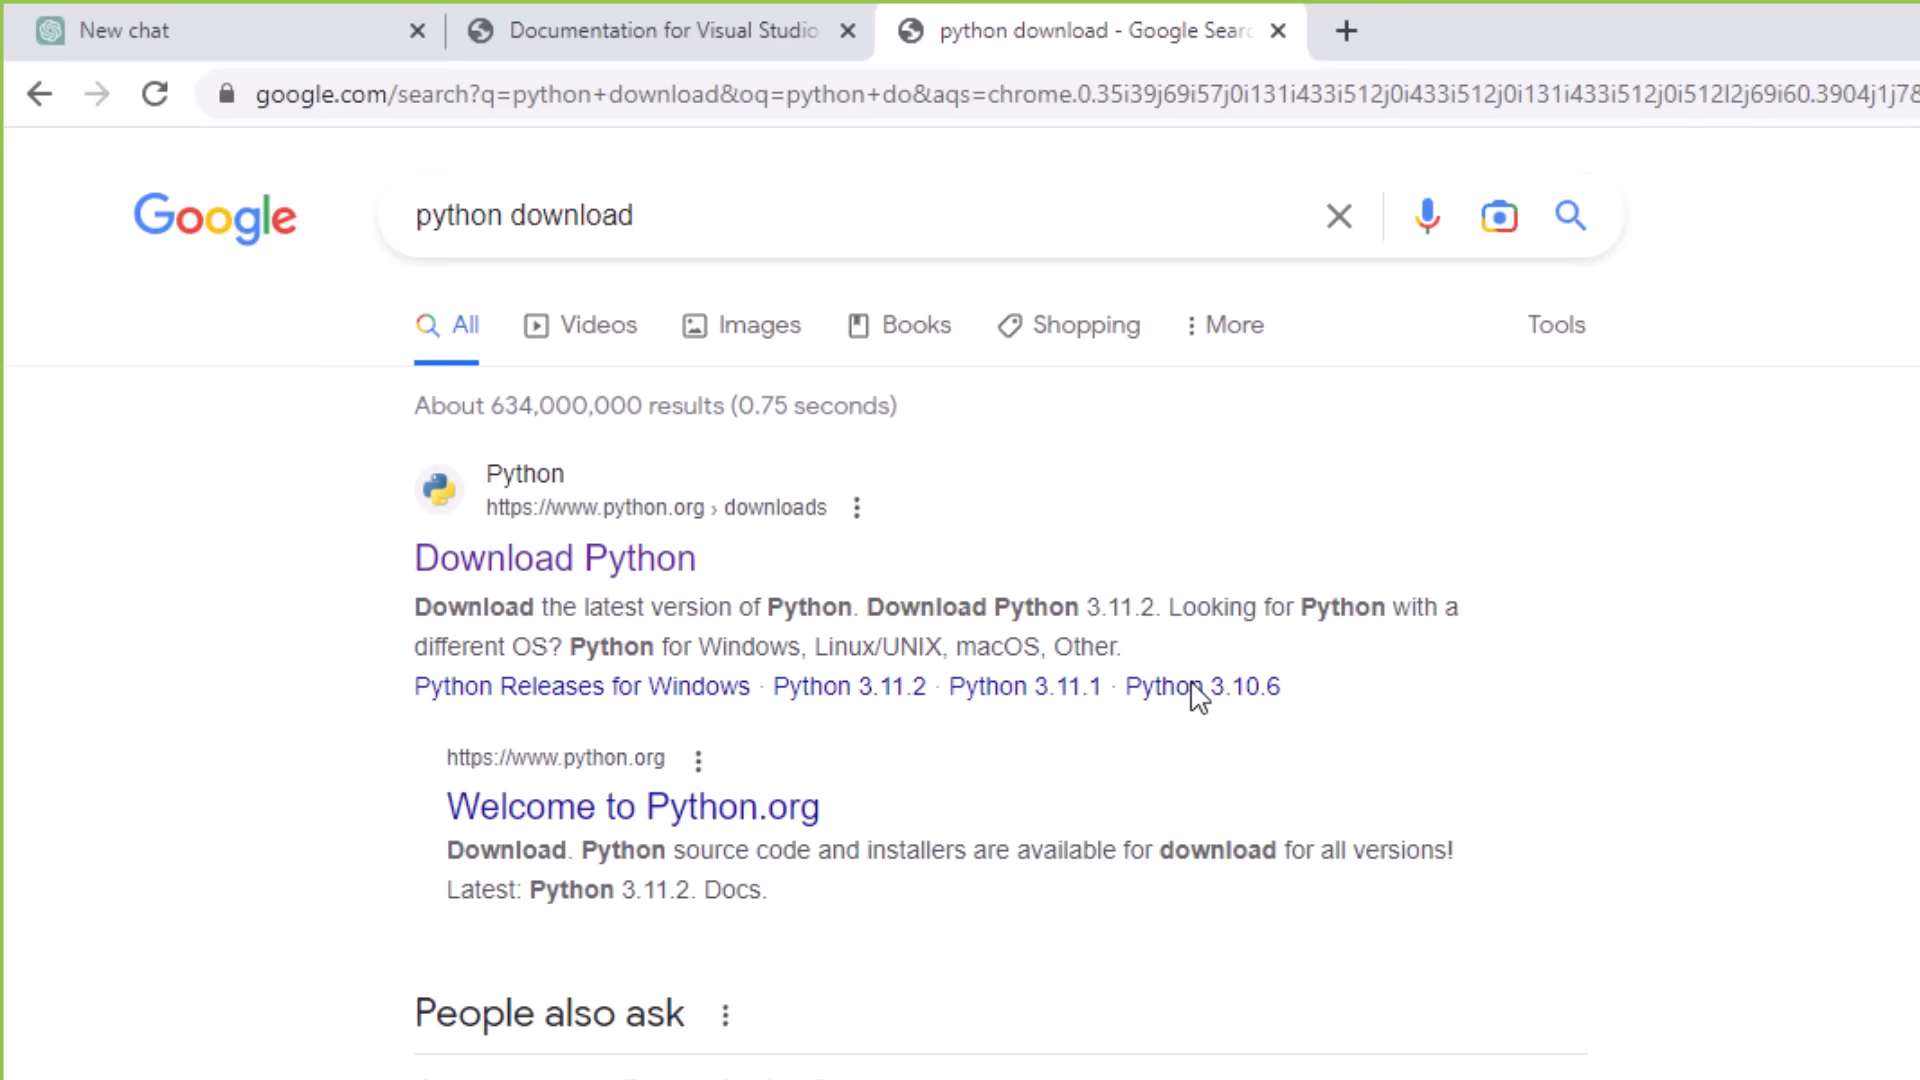 New chat
Documentation for Visual Studio
python download - Google Sear
google.com/search?q=python+download&oq=python+do&aqs=chrome.0.35i39j69i57j0i131i433i512j0i433i512j0i131i433i512j0i512l2j69i60.3904j1j78
Google
python download
All Videos Images Books Shopping More Tools
About 634,000,000 results (0.75 seconds)
Python
https://www.python.org › downloads
Download Python
Download the latest version of Python. Download Python 3.11.2. Looking for Python with a
different OS? Python for Windows, Linux/UNIX, macOS, Other.
Python Releases for Windows · Python 3.11.2 · Python 3.11.1 · Python 3.10.6
https://www.python.org
Welcome to Python.org
Download. Python source code and installers are available for download for all versions!
Latest: Python 3.11.2. Docs.
People also ask